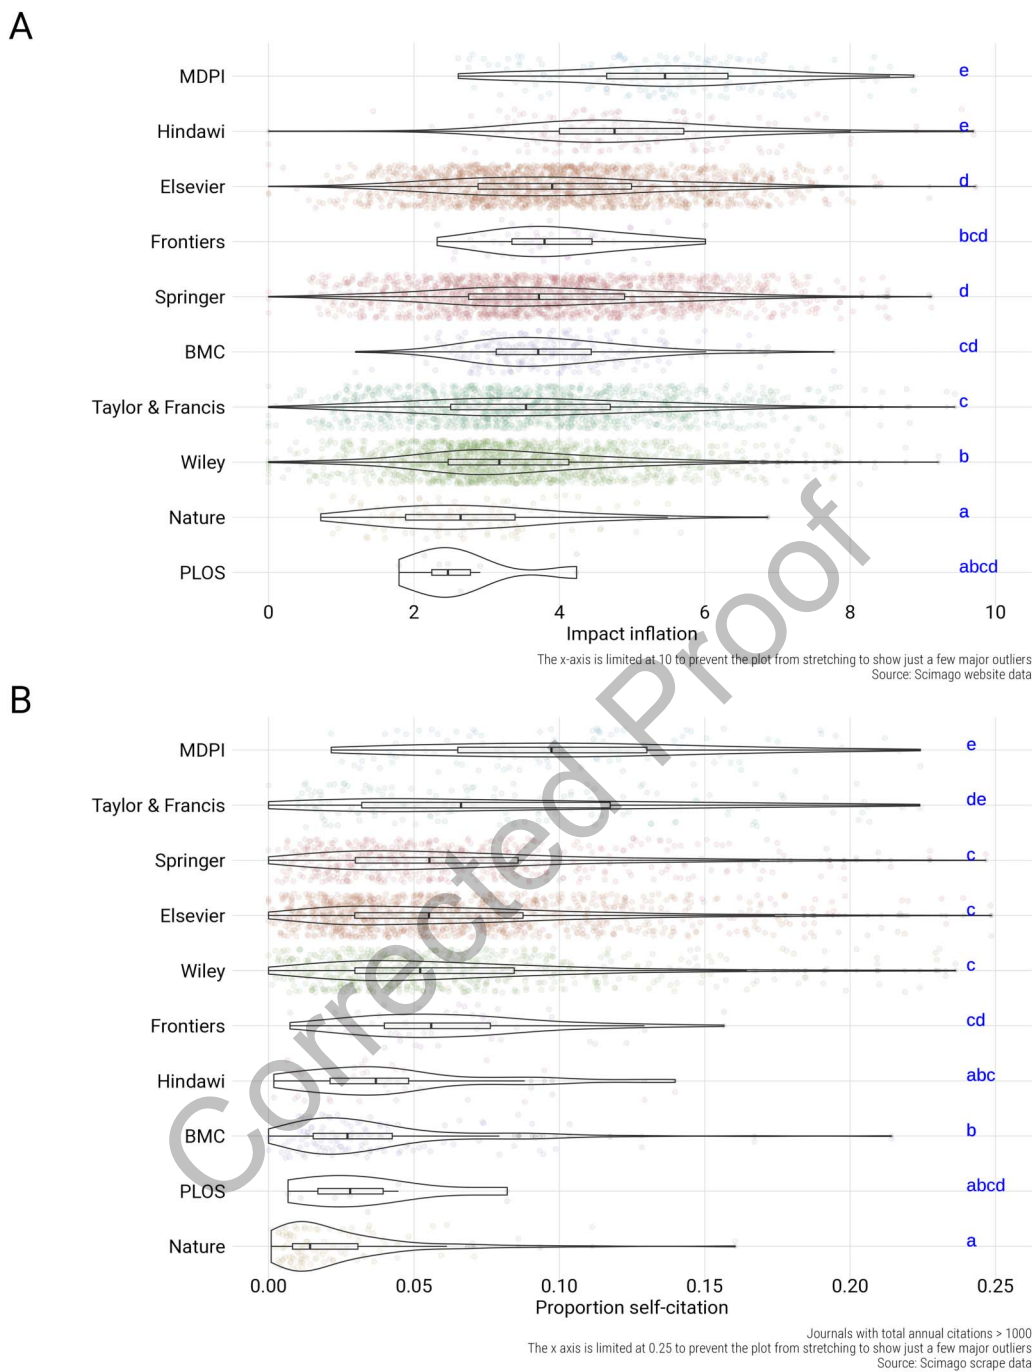 A
MDPI e
Hindawi e
Elsevier d
Frontiers bcd
Springer d
BMC cd
Taylor & Francis c
Wiley b
Nature a
PLOS abcd
0 2 4 6 8 10
Impact inflation
The x-axis is limited at 10 to prevent the plot from stretching to show just a few major outliers
Source: Scimago website data
B
MDPI e
Taylor & Francis de
Springer c
Elsevier c
Wiley c
Frontiers cd
Hindawi abc
BMC b
PLOS abcd
Nature a
0.00 0.05 0.10 0.15 0.20 0.25
Proportion self-citation
Journals with total annual citations > 1000
The x axis is limited at 0.25 to prevent the plot from stretching to show just a few major outliers
Source: Scimago scrape data
Corrected Proof